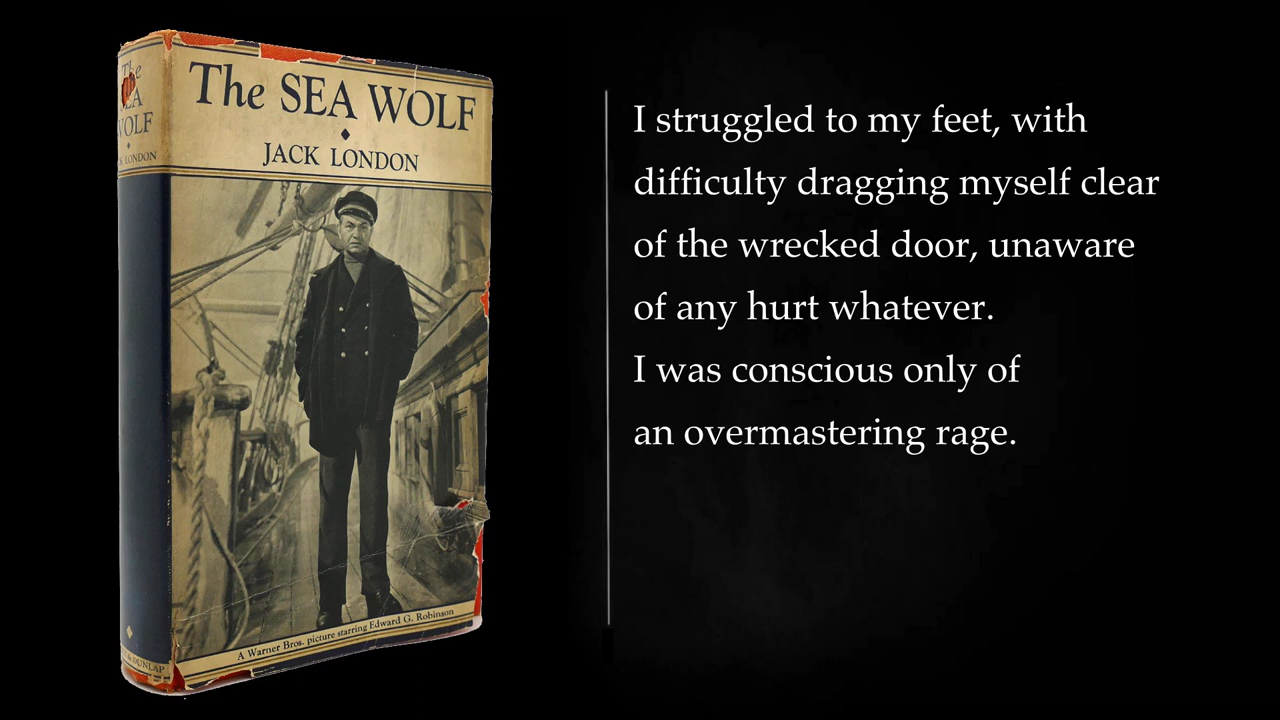 The SEA WOLF
JACK LONDON
A Warner Bros. picture starring Edward G. Robinson
The
SEA
WOLF
LONDON
DUNLAP
I struggled to my feet, with
difficulty dragging myself clear
of the wrecked door, unaware
of any hurt whatever.
I was conscious only of
an overmastering rage.